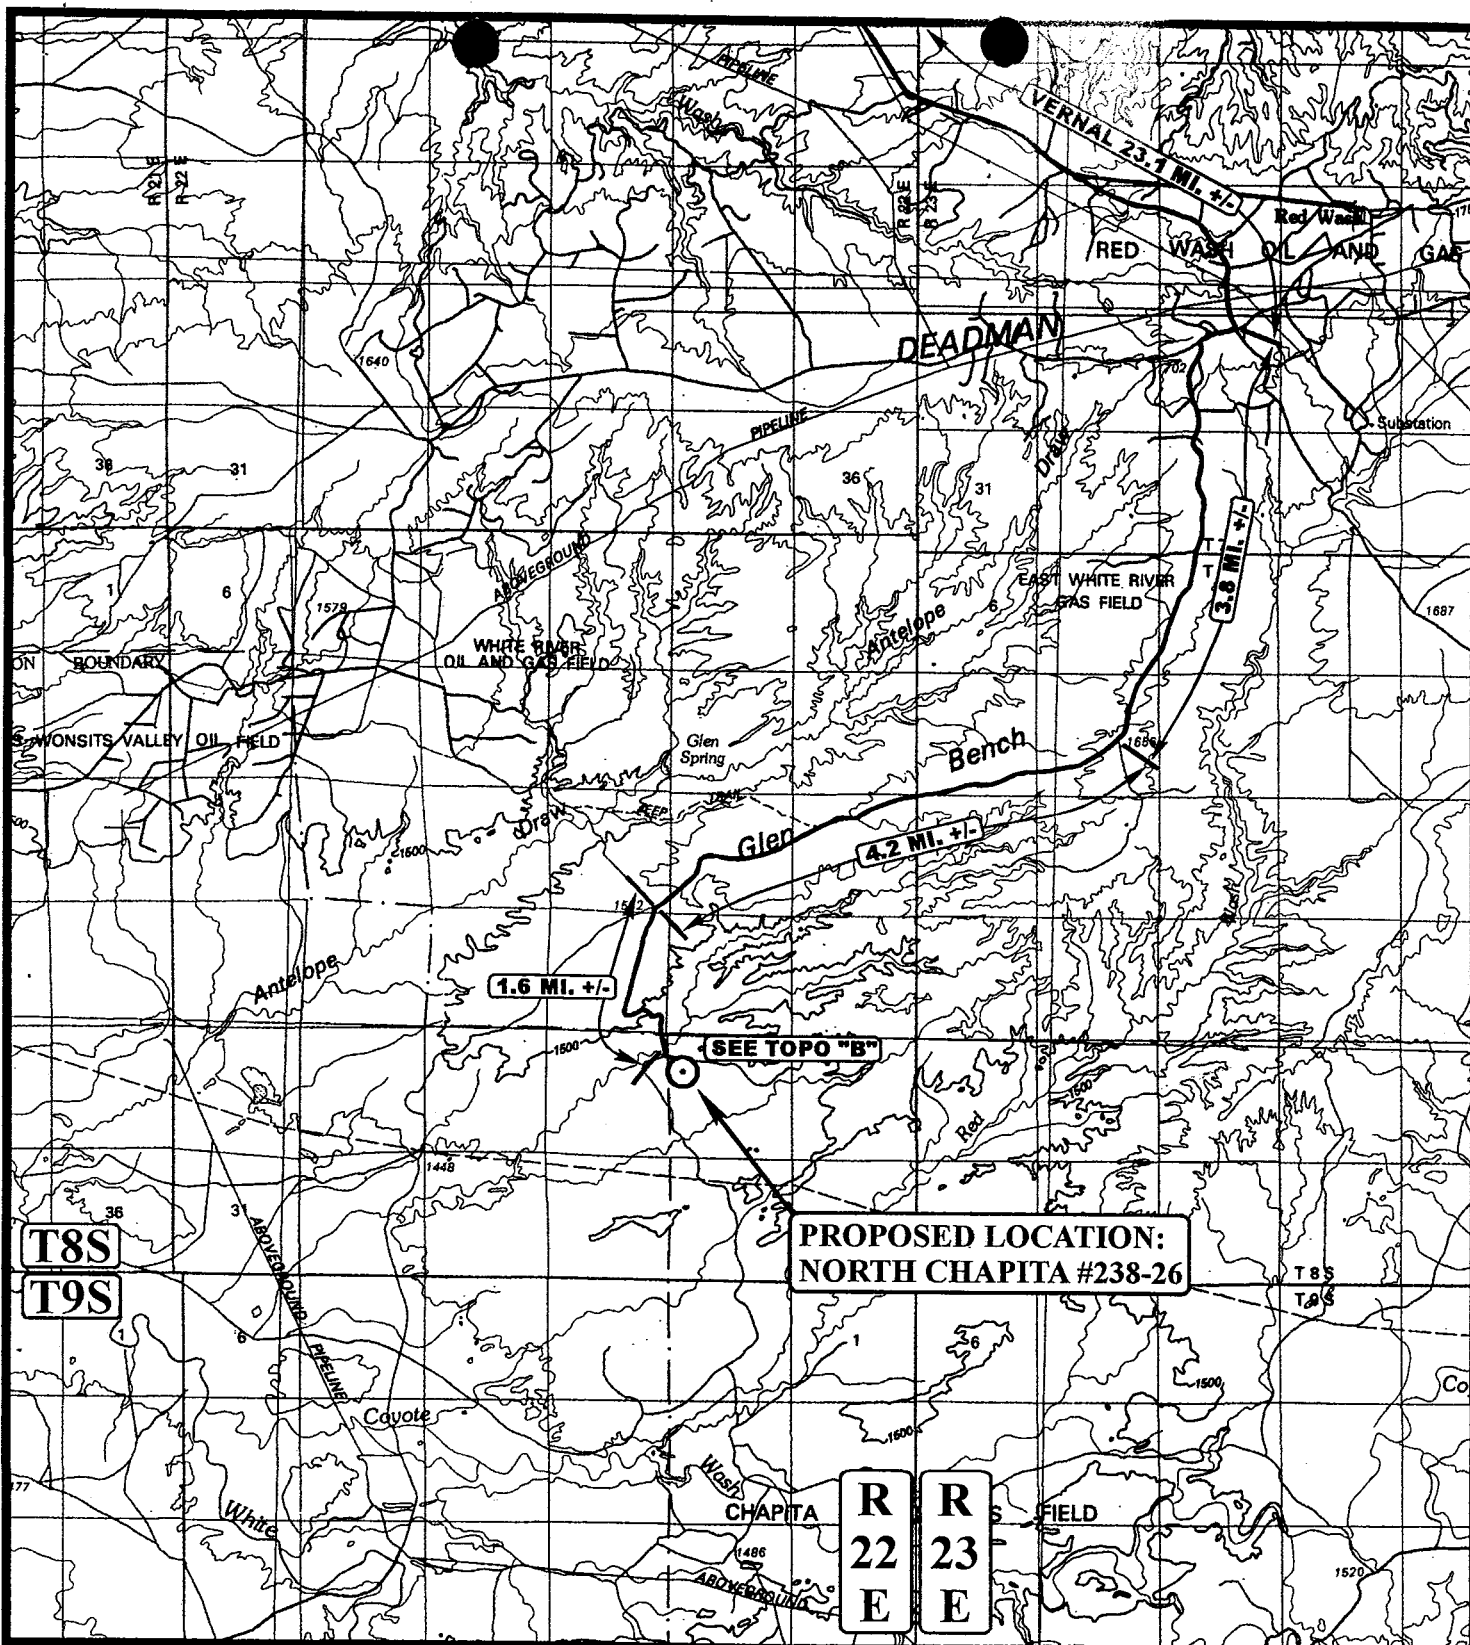 PIPELINE
Wash
VERNAL 23.1 MI. +/-
R 21 E
R 22 E
R 22 E
R 23 E
Red Wash
RED WASH OIL AND GAS
DEADMAN
1640
PIPELINE
Substation
Draw
31
36
31
ABOVEGROUND
3.8 MI. +/-
EAST WHITE RIVER
GAS FIELD
1
6
1579
6
1687
Antelope
WHITE RIVER
OIL AND GAS FIELD
BOUNDARY
WONSITS VALLEY OIL FIELD
Glen
Spring
Bench
JEEP TRAIL
Draw
Glen
4.2 MI. +/-
1500
Antelope
1.6 MI. +/-
1500
SEE TOPO "B"
1500
Red
1448
36
ABOVEGROUND PIPELINE
T8S
T9S
PROPOSED LOCATION:
NORTH CHAPITA #238-26
T 8 S
T 9 S
1
6
1
6
1500
Coyote
1500
Wash
White
CHAPITA
FIELD
R
22
E
R
23
E
1486
ABOVEGROUND
1520